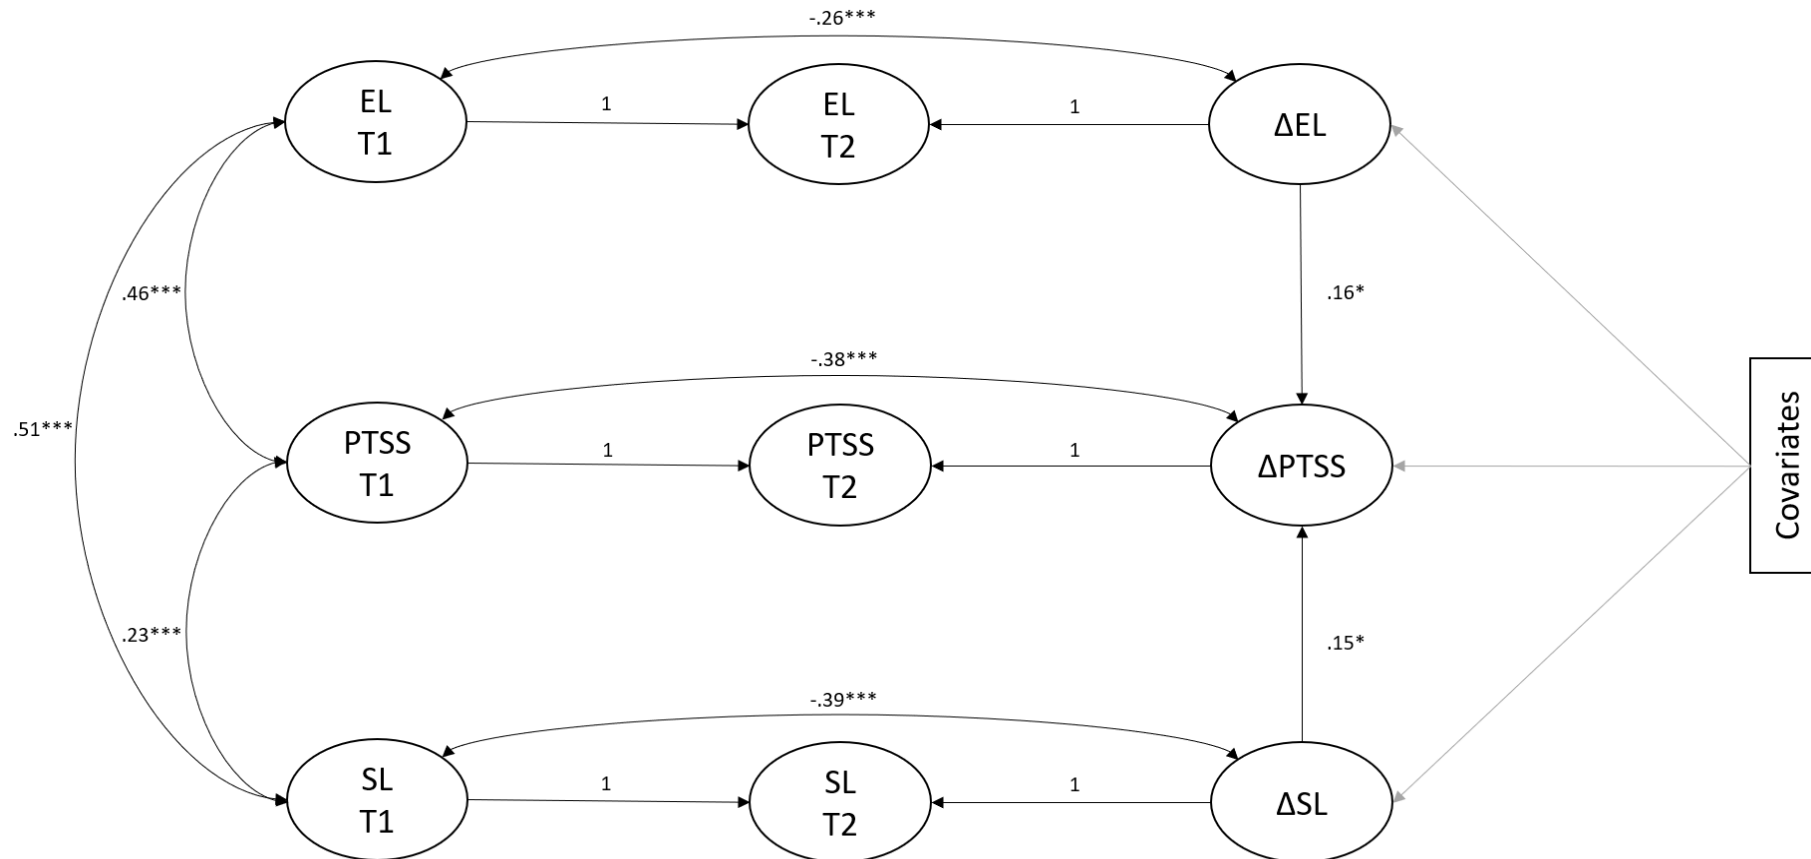 -.26***
EL
T1
1
EL
T2
1
ΔEL
.46***
.16*
-.38***
.51***
PTSS
T1
1
PTSS
T2
1
ΔPTSS
Covariates
.23***
.15*
-.39***
SL
T1
1
SL
T2
1
ΔSL